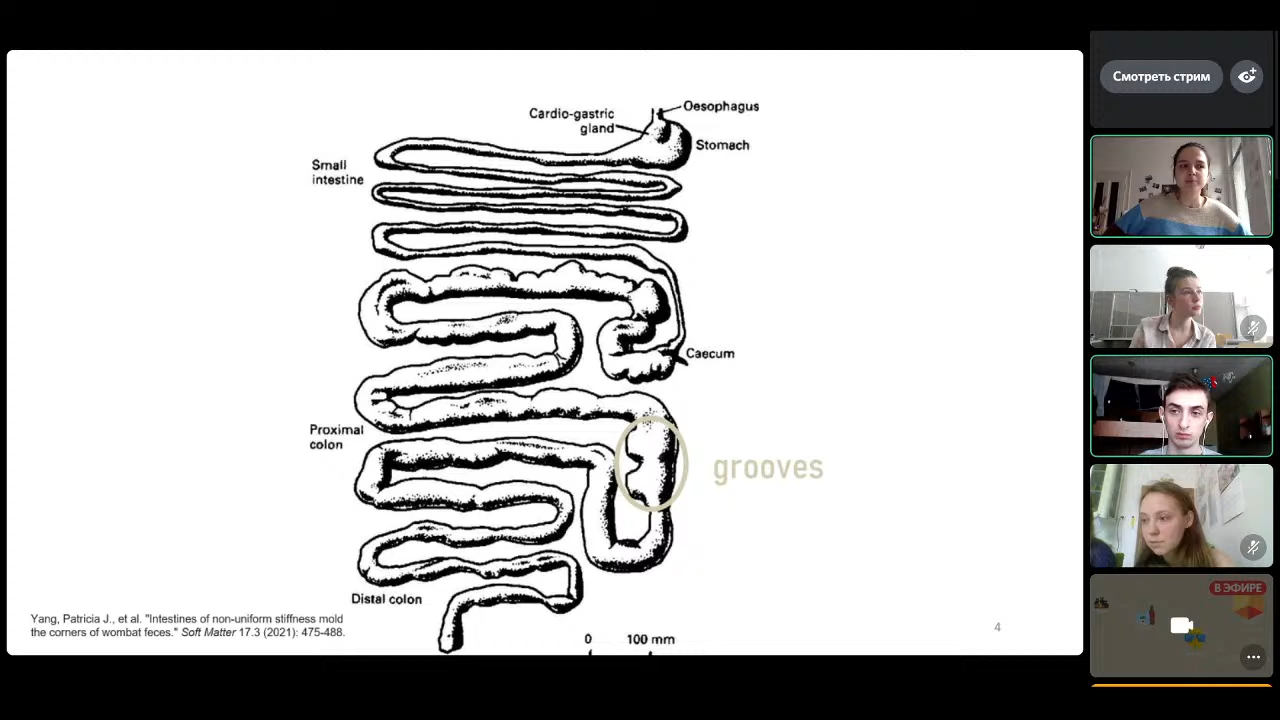 Oesophagus
Cardio-gastric
gland
Stomach
Small
intestine
Caecum
Proximal
colon
grooves
Distal colon
Yang, Patricia J., et al. "Intestines of non-uniform stiffness mold
the corners of wombat feces." Soft Matter 17.3 (2021): 475-488.
0 100 mm
4
Смотреть стрим
В ЭФИРЕ